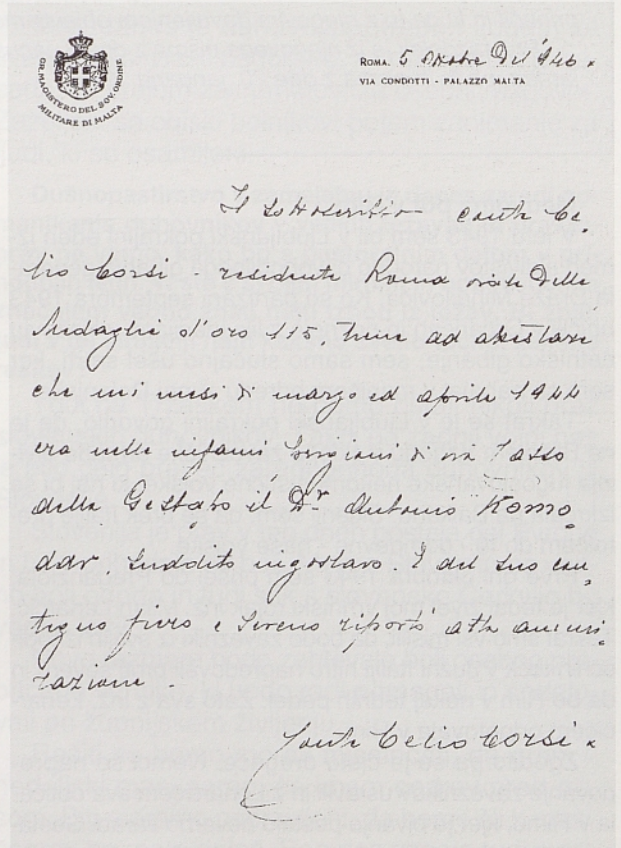 GR. MAGISTERO DEL SOV. ORDINE
MILITARE DI MALTA
ROMA. 5 ottobre del 1946.
VIA CONDOTTI - PALAZZO MALTA
Il sottoscritto conte Ce-
lio Corsi - residente Roma viale delle
Medaglie d'oro 115, tiene ad attestare
che nei mesi di marzo ed aprile 1944
era nelle infami prigioni di via Tasso
della Gestapo il Dr. Antonio Komo-
dar, suddito iugoslavo. E del suo con-
tegno fiero e sereno riportò alta ammi-
razione.
Conte Celio Corsi.